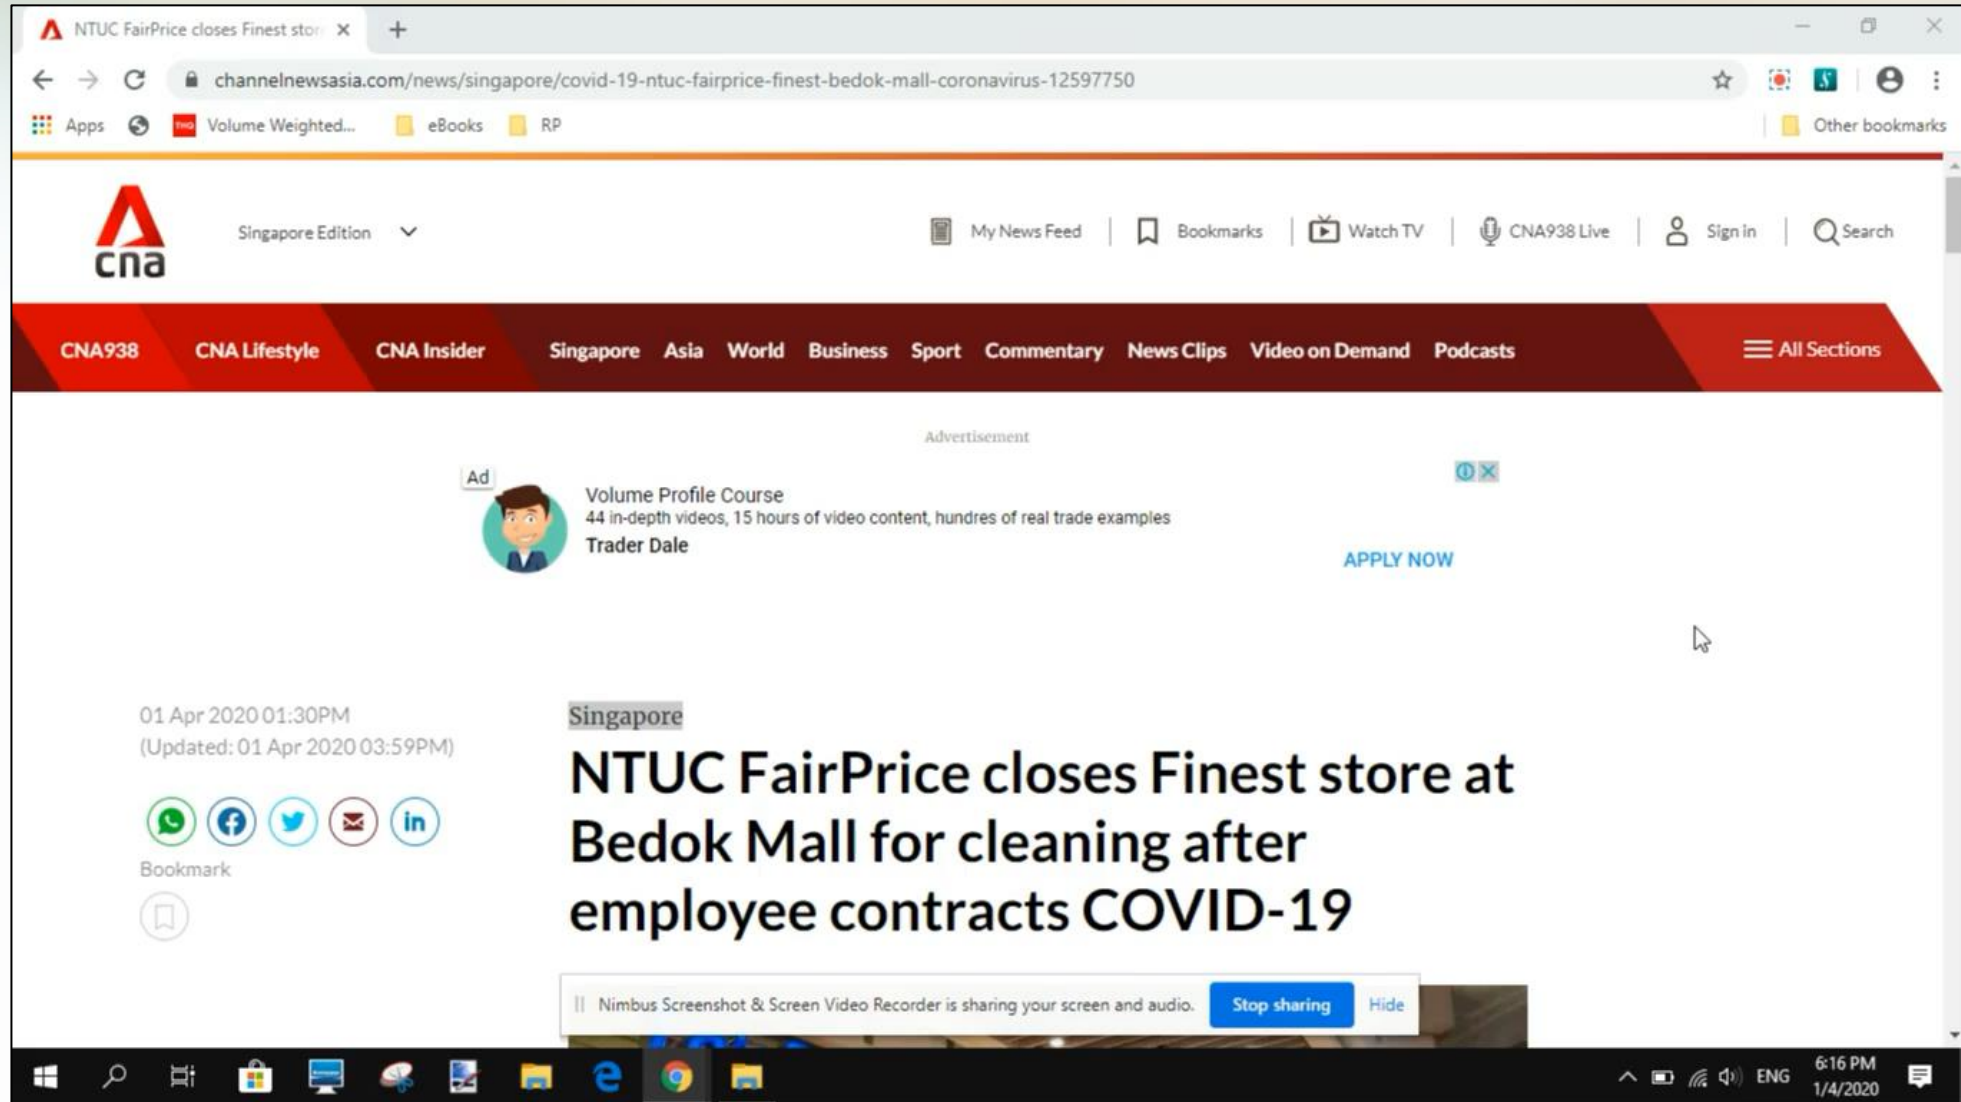 NTUC FairPrice closes Finest stor
channelnewsasia.com/news/singapore/covid-19-ntuc-fairprice-finest-bedok-mall-coronavirus-12597750
Apps Volume Weighted... eBooks RP Other bookmarks
cna
Singapore Edition My News Feed Bookmarks Watch TV CNA938 Live Sign in Search
CNA938 CNA Lifestyle CNA Insider Singapore Asia World Business Sport Commentary News Clips Video on Demand Podcasts All Sections
Advertisement
Ad
Volume Profile Course
44 in-depth videos, 15 hours of video content, hundres of real trade examples
Trader Dale
APPLY NOW
01 Apr 2020 01:30PM
(Updated: 01 Apr 2020 03:59PM)
Bookmark
Singapore
NTUC FairPrice closes Finest store at
Bedok Mall for cleaning after
employee contracts COVID-19
Nimbus Screenshot & Screen Video Recorder is sharing your screen and audio. Stop sharing Hide
ENG 6:16 PM
1/4/2020